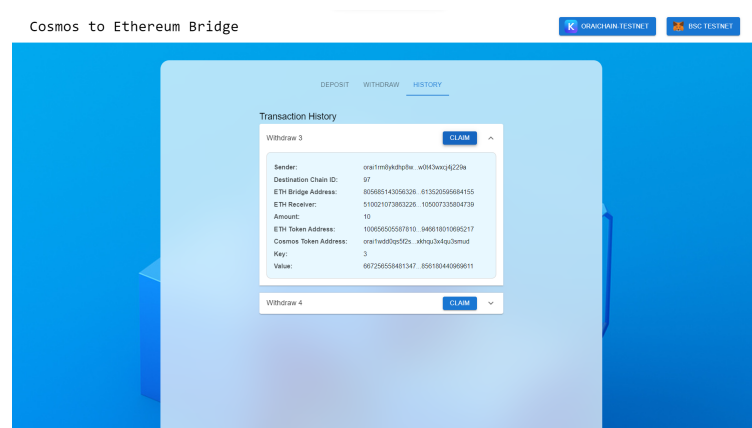 Cosmos to Ethereum Bridge
ORAICHAIN-TESTNET
BSC TESTNET
DEPOSIT WITHDRAW HISTORY
Transaction History
Withdraw 3 CLAIM
Sender: orai1rm8ykdhp8w...w0t43wxcj4j229a
Destination Chain ID: 97
ETH Bridge Address: 805685143056326...613520595684155
ETH Receiver: 510021073863226...105007335804739
Amount: 10
ETH Token Address: 100656505587810...946618010695217
Cosmos Token Address: orai1wdd0qs5f2s...xkhqu3x4qu3smud
Key: 3
Value: 667256558481347...856180440969611
Withdraw 4 CLAIM